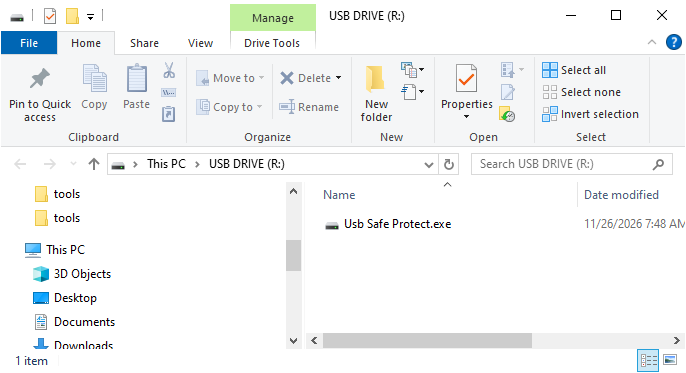 Manage USB DRIVE (R:)
File Home Share View Drive Tools
Pin to Quick access
Copy
Paste
Move to
Copy to
Delete
Rename
New folder
Properties
Select all
Select none
Invert selection
Clipboard Organize New Open Select
This PC > USB DRIVE (R:) Search USB DRIVE (R:)
tools
tools
This PC
3D Objects
Desktop
Documents
Downloads
Name Date modified
Usb Safe Protect.exe 11/26/2026 7:48 AM
1 item